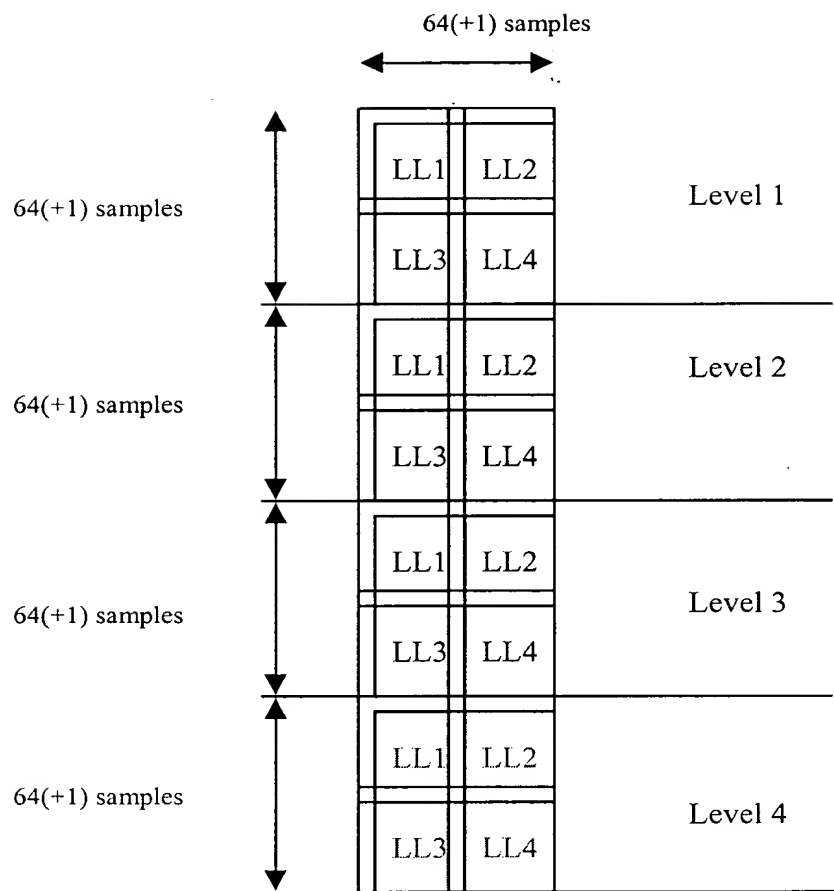 64(+1) samples
LL1 LL2
64(+1) samples Level 1
LL3 LL4
LL1 LL2 Level 2
64(+1) samples
LL3 LL4
LL1 LL2
64(+1) samples Level 3
LL3 LL4
LL1 LL2
64(+1) samples Level 4
LL3 LL4